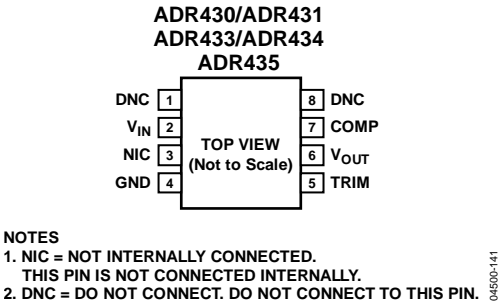 ADR430/ADR431
ADR433/ADR434
ADR435
DNC 1
8 DNC
VIN 2
7 COMP
NIC 3
6 VOUT
GND 4
5 TRIM
TOP VIEW
(Not to Scale)
NOTES
1. NIC = NOT INTERNALLY CONNECTED.
THIS PIN IS NOT CONNECTED INTERNALLY.
2. DNC = DO NOT CONNECT. DO NOT CONNECT TO THIS PIN.
04500-141